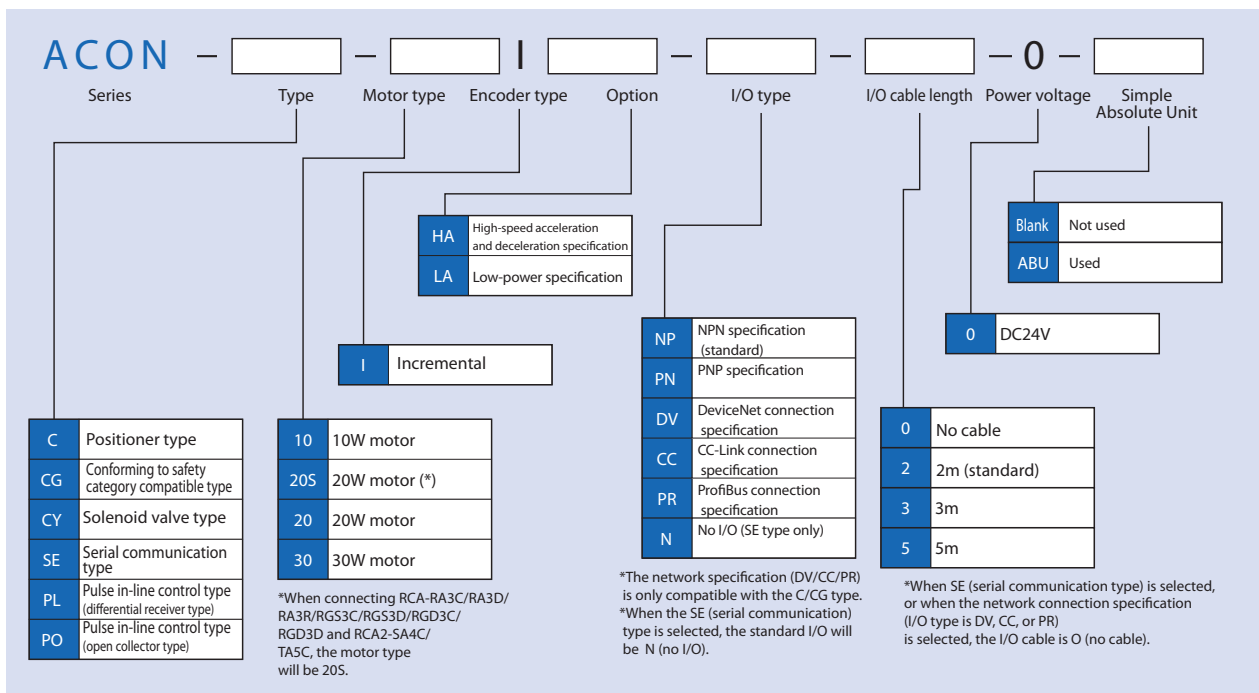 ACON – – I – – – 0 –
Series Type Motor type Encoder type Option I/O type I/O cable length Power voltage Simple
Absolute Unit
HA High-speed acceleration
and deceleration specification
LA Low-power specification
Blank Not used
ABU Used
I Incremental
0 DC24V
NP NPN specification
(standard)
PN PNP specification
DV DeviceNet connection
specification
CC CC-Link connection
specification
PR ProfiBus connection
specification
N No I/O (SE type only)
C Positioner type
CG Conforming to safety
category compatible type
CY Solenoid valve type
SE Serial communication
type
PL Pulse in-line control type
(differential receiver type)
PO Pulse in-line control type
(open collector type)
10 10W motor
20S 20W motor (*)
20 20W motor
30 30W motor
*When connecting RCA-RA3C/RA3D/
RA3R/RGS3C/RGS3D/RGD3C/
RGD3D and RCA2-SA4C/
TA5C, the motor type
will be 20S.
0 No cable
2 2m (standard)
3 3m
5 5m
*The network specification (DV/CC/PR)
is only compatible with the C/CG type.
*When the SE (serial communication)
type is selected, the standard I/O will
be N (no I/O).
*When SE (serial communication type) is selected,
or when the network connection specification
(I/O type is DV, CC, or PR)
is selected, the I/O cable is O (no cable).